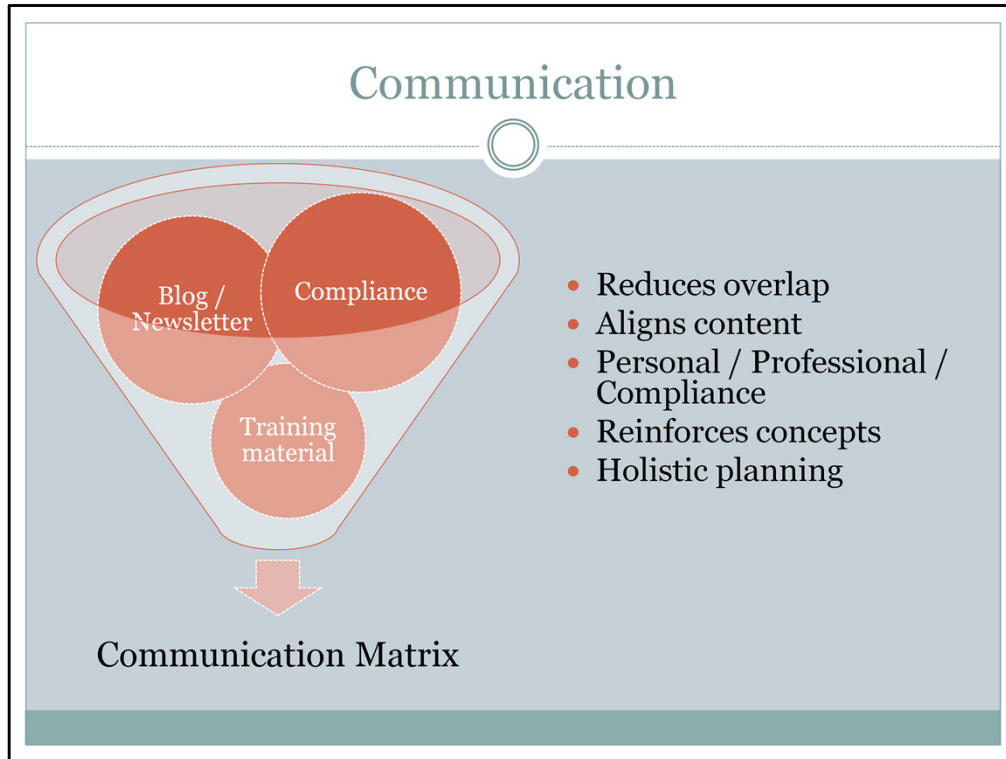 Communication
Blog /
Newsletter
Compliance
Training
material
Communication Matrix
• Reduces overlap
• Aligns content
• Personal / Professional /
Compliance
• Reinforces concepts
• Holistic planning